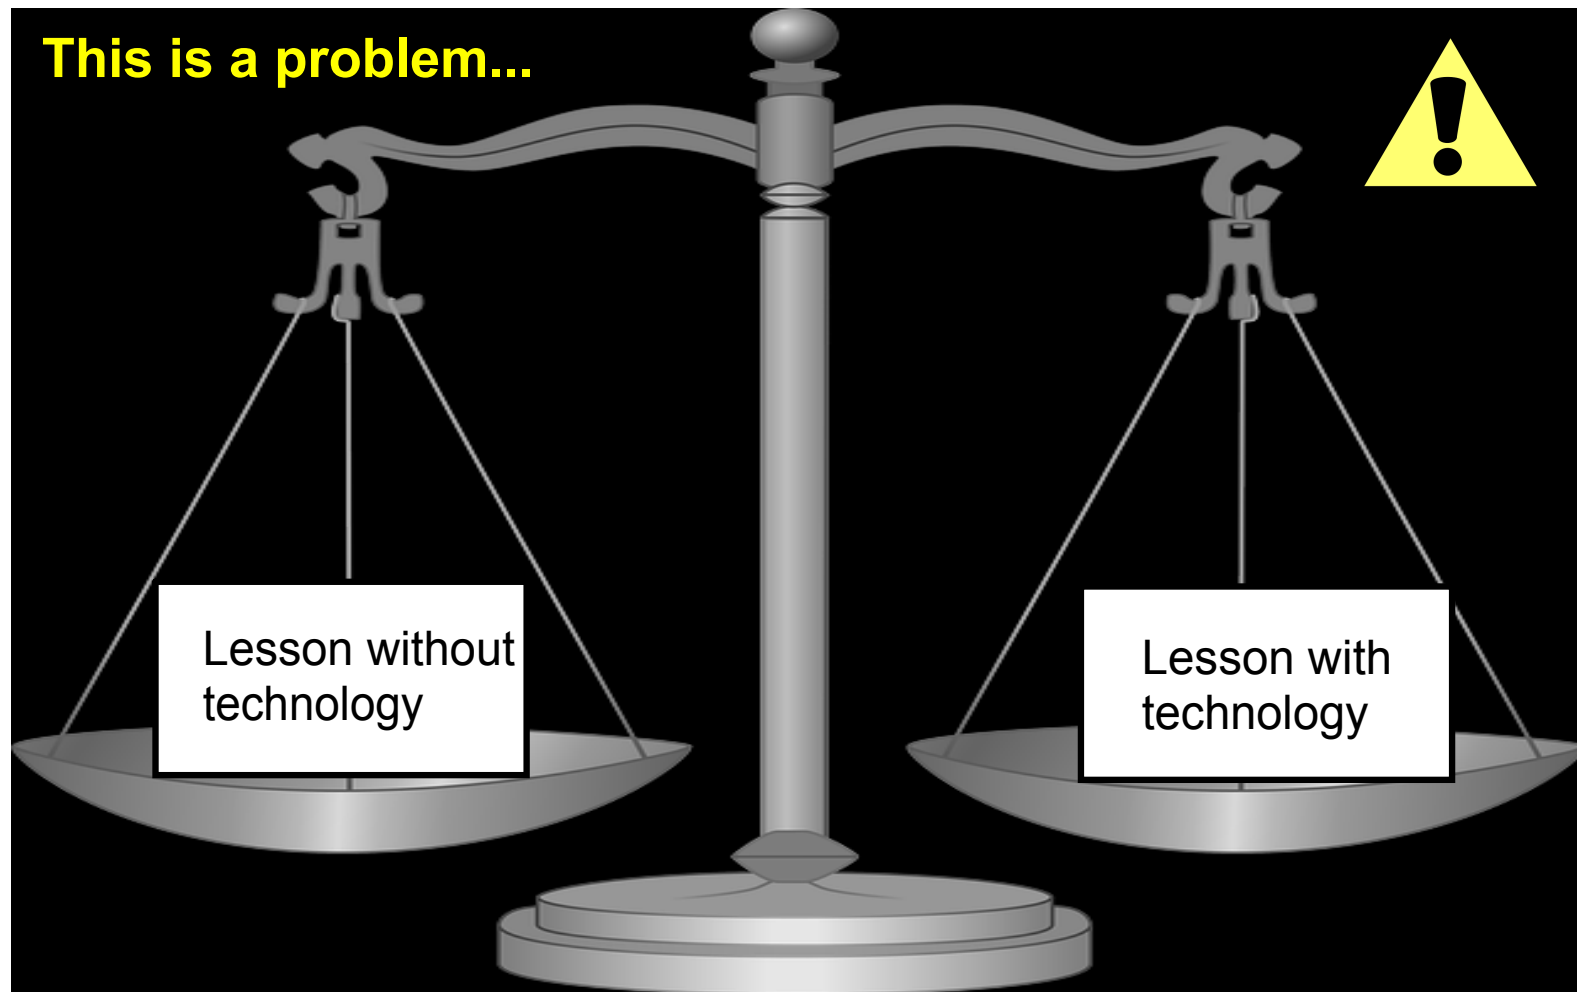 This is a problem...
!
Lesson without
technology
Lesson with
technology